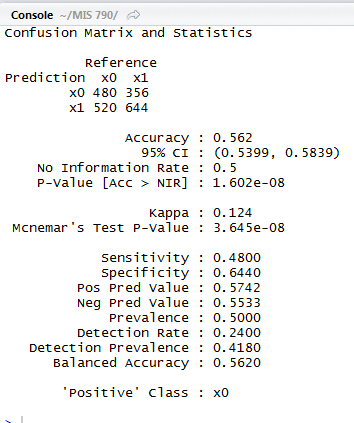 Console ~/MIS 790/
Confusion Matrix and Statistics
Reference
Prediction x0 x1
x0 480 356
x1 520 644
Accuracy : 0.562
95% CI : (0.5399, 0.5839)
No Information Rate : 0.5
P-Value [Acc > NIR] : 1.602e-08
Kappa : 0.124
Mcnemar's Test P-Value : 3.645e-08
Sensitivity : 0.4800
Specificity : 0.6440
Pos Pred Value : 0.5742
Neg Pred Value : 0.5533
Prevalence : 0.5000
Detection Rate : 0.2400
Detection Prevalence : 0.4180
Balanced Accuracy : 0.5620
'Positive' Class : x0
>